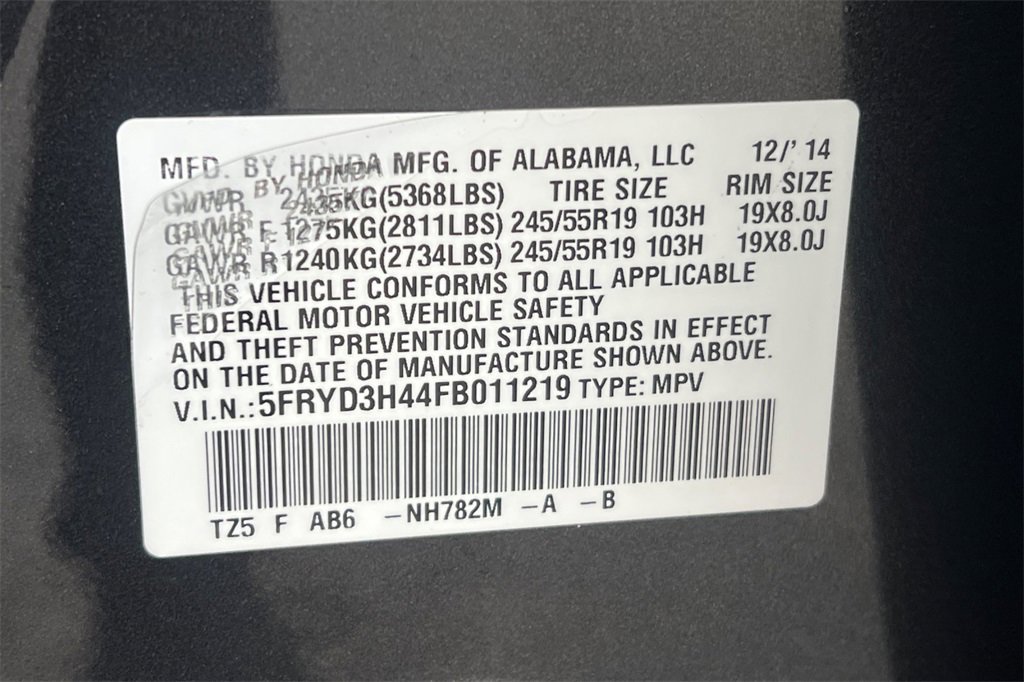 MFD. BY HONDA MFG. OF ALABAMA, LLC 12/'14
GVWR 2435KG(5368LBS) TIRE SIZE RIM SIZE
GAWR F 1275KG(2811LBS) 245/55R19 103H 19X8.0J
GAWR R 1240KG(2734LBS) 245/55R19 103H 19X8.0J
THIS VEHICLE CONFORMS TO ALL APPLICABLE
FEDERAL MOTOR VEHICLE SAFETY
AND THEFT PREVENTION STANDARDS IN EFFECT
ON THE DATE OF MANUFACTURE SHOWN ABOVE.
V.I.N.: 5FRYD3H44FB011219 TYPE: MPV
TZ5 F AB6 -NH782M -A -B